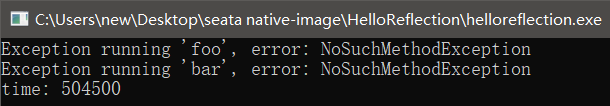 C:\Users\new\Desktop\seata native-image\HelloReflection\helloreflection.exe
Exception running 'foo', error: NoSuchMethodException
Exception running 'bar', error: NoSuchMethodException
time: 504500